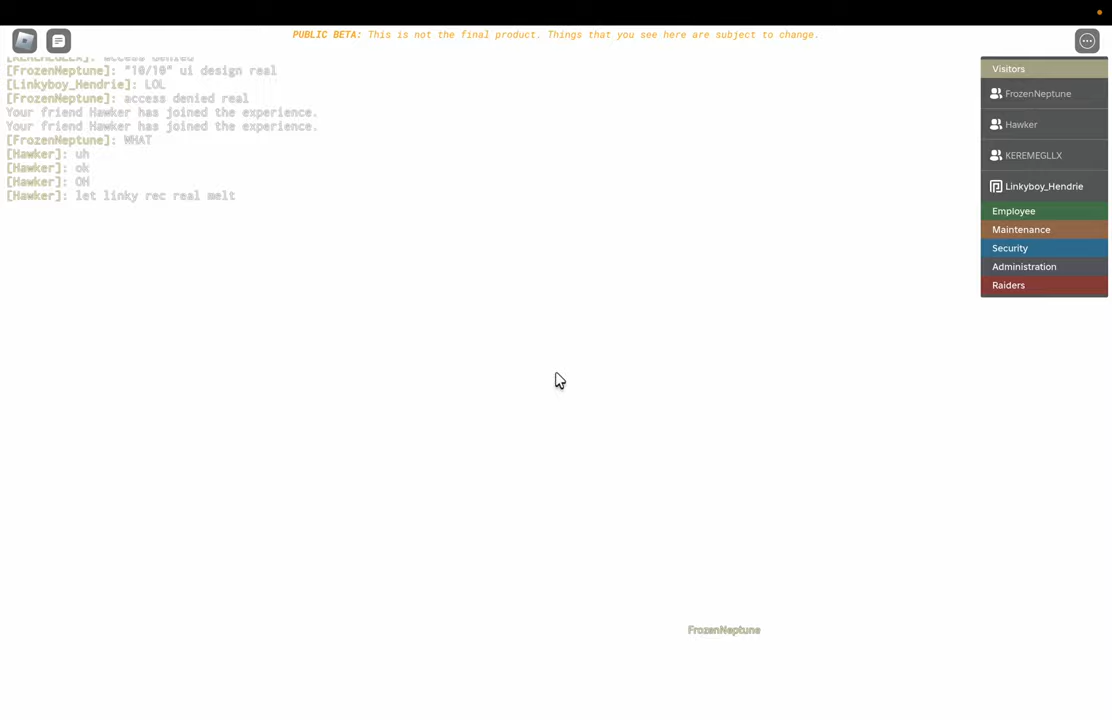 PUBLIC BETA: This is not the final product. Things that you see here are subject to change.
[KEREMEGLLX]: access denied
[FrozenNeptune]: "10/10" ui design real
[Linkyboy_Hendrie]: LOL
[FrozenNeptune]: access denied real
Your friend Hawker has joined the experience.
Your friend Hawker has joined the experience.
[FrozenNeptune]: WHAT
[Hawker]: uh
[Hawker]: ok
[Hawker]: OH
[Hawker]: let linky rec real melt
Visitors
FrozenNeptune
Hawker
KEREMEGLLX
Linkyboy_Hendrie
Employee
Maintenance
Security
Administration
Raiders
FrozenNeptune